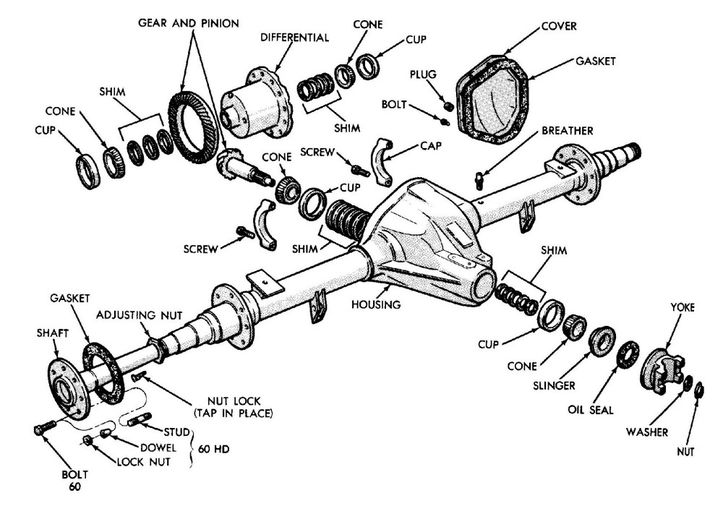 GEAR AND PINION
DIFFERENTIAL
CONE
CUP
COVER
GASKET
PLUG
BOLT
SHIM
CONE
CUP
SHIM
BREATHER
CONE
SCREW
CAP
CUP
SCREW
SHIM
HOUSING
SHIM
GASKET
ADJUSTING NUT
SHAFT
YOKE
CUP
CONE
SLINGER
OIL SEAL
WASHER
NUT
NUT LOCK
(TAP IN PLACE)
STUD
DOWEL
LOCK NUT
60 HD
BOLT
60